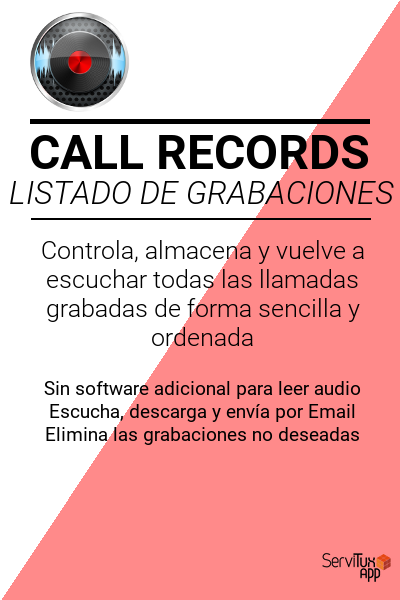 CALL RECORDS
LISTADO DE GRABACIONES
Controla, almacena y vuelve a
escuchar todas las llamadas
grabadas de forma sencilla y
ordenada
Sin software adicional para leer audio
Escucha, descarga y envía por Email
Elimina las grabaciones no deseadas
ServiTux
APP